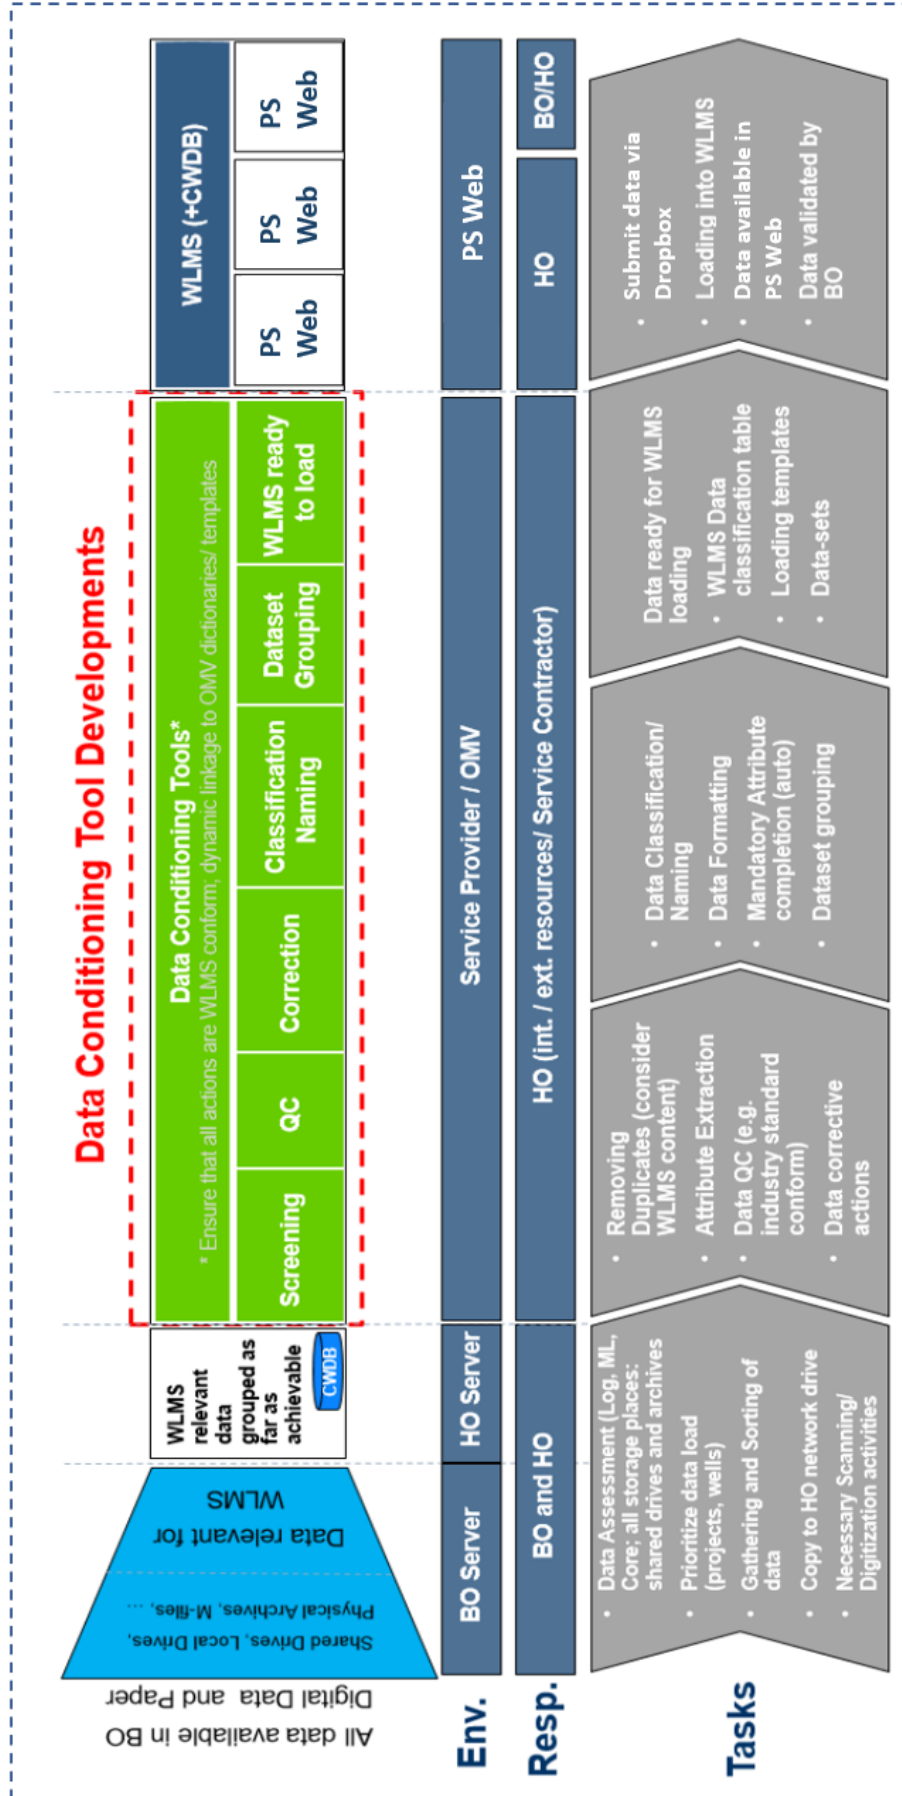 Data Conditioning Tool Developments
All data available in BO
Digital Data and Paper
Shared Drives, Local Drives,
Physical Archives, M-files, ...
Data relevant for
WLMS
WLMS
relevant
data
grouped as
far as
achievable
CWDB
Data Conditioning Tools*
* Ensure that all actions are WLMS conform; dynamic linkage to OMV dictionaries/ templates
Screening
QC
Correction
Classification
Naming
Dataset
Grouping
WLMS ready
to load
WLMS (+CWDB)
PS
Web
PS
Web
PS
Web
Env.
BO Server
HO Server
Service Provider / OMV
PS Web
Resp.
BO and HO
HO (int. / ext. resources/ Service Contractor)
HO
BO/HO
Tasks
• Data Assessment (Log, ML,
Core; all storage places:
shared drives and archives
• Prioritize data load
(projects, wells)
• Gathering and Sorting of
data
• Copy to HO network drive
• Necessary Scanning/
Digitization activities
• Removing
Duplicates (consider
WLMS content)
• Attribute Extraction
• Data QC (e.g.
industry standard
conform)
• Data corrective
actions
• Data Classification/
Naming
• Data Formatting
• Mandatory Attribute
completion (auto)
• Dataset grouping
Data ready for WLMS
loading
• WLMS Data
classification table
• Loading templates
• Data-sets
• Submit data via
Dropbox
• Loading into WLMS
• Data available in
PS Web
• Data validated by
BO